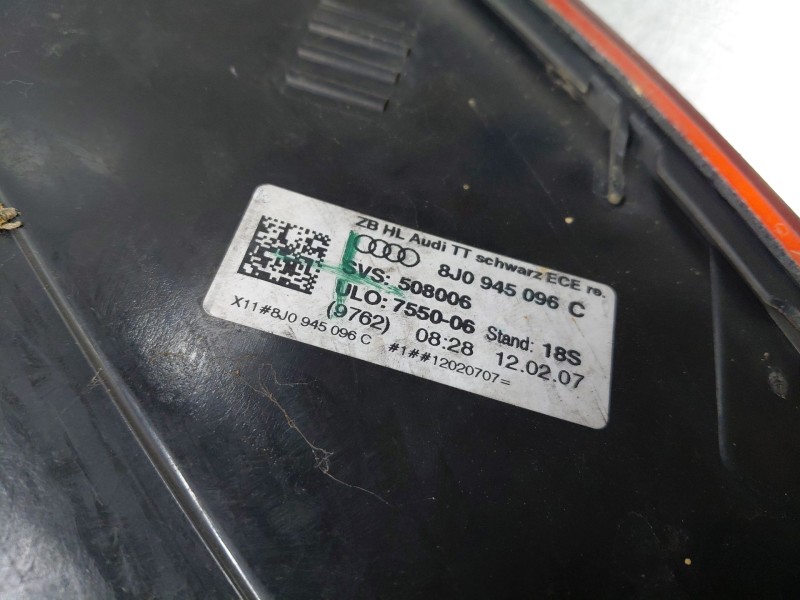 ZB HL Audi TT schwarz ECE re.
8J0 945 096 C
SVS: 508006
ULO: 7550-06 Stand: 18S
(9762) 08:28 12.02.07
X11#8J0 945 096 C #1##12020707=